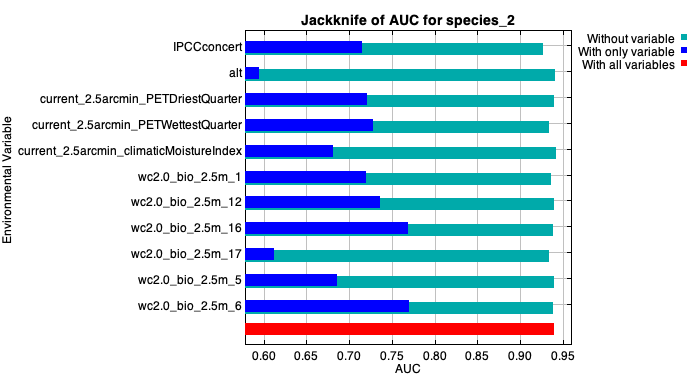 Jackknife of AUC for species_2
Without variable
With only variable
With all variables
Environmental Variable
IPCCconcert
alt
current_2.5arcmin_PETDriestQuarter
current_2.5arcmin_PETWettestQuarter
current_2.5arcmin_climaticMoistureIndex
wc2.0_bio_2.5m_1
wc2.0_bio_2.5m_12
wc2.0_bio_2.5m_16
wc2.0_bio_2.5m_17
wc2.0_bio_2.5m_5
wc2.0_bio_2.5m_6
0.60 0.65 0.70 0.75 0.80 0.85 0.90 0.95
AUC